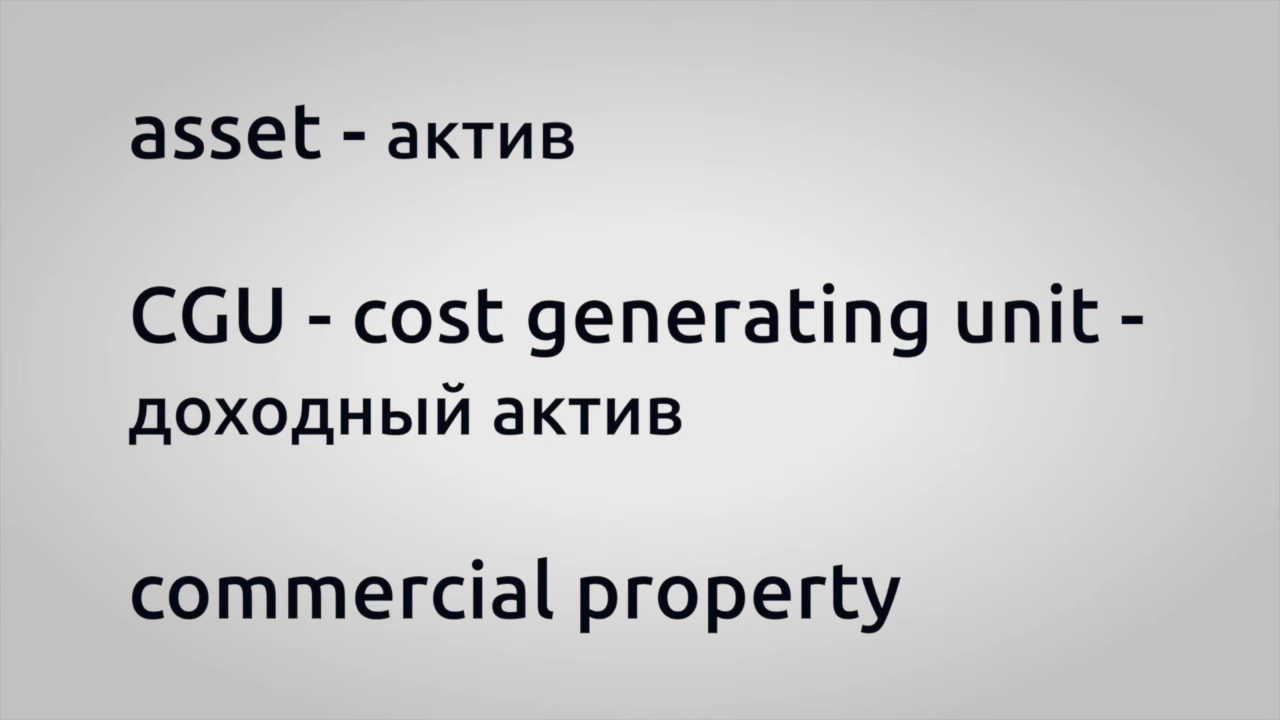 asset - актив
CGU - cost generating unit -
доходный актив
commercial property